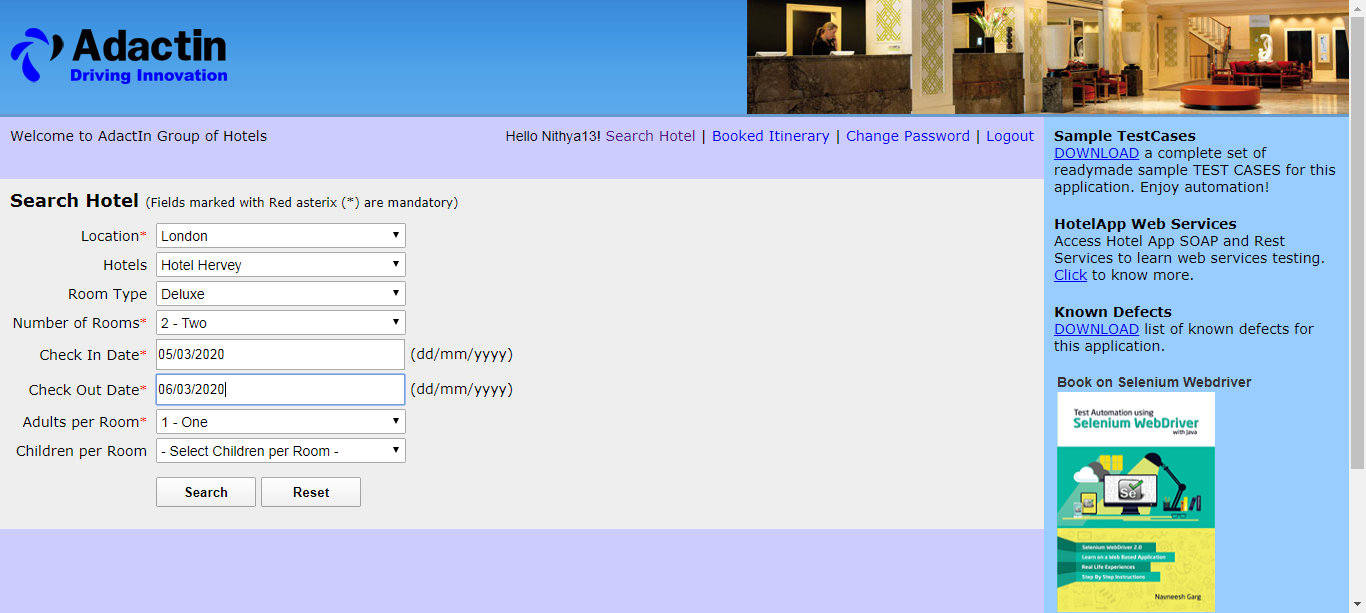 Adactin
Driving Innovation
Welcome to AdactIn Group of Hotels
Hello Nithya13! Search Hotel | Booked Itinerary | Change Password | Logout
Search Hotel (Fields marked with Red asterix (*) are mandatory)
Location* London
Hotels Hotel Hervey
Room Type Deluxe
Number of Rooms* 2 - Two
Check In Date* 05/03/2020 (dd/mm/yyyy)
Check Out Date* 06/03/2020 (dd/mm/yyyy)
Adults per Room* 1 - One
Children per Room - Select Children per Room -
Search Reset
Sample TestCases
DOWNLOAD a complete set of
readymade sample TEST CASES for this
application. Enjoy automation!
HotelApp Web Services
Access Hotel App SOAP and Rest
Services to learn web services testing.
Click to know more.
Known Defects
DOWNLOAD list of known defects for
this application.
Book on Selenium Webdriver
Test Automation using
Selenium WebDriver
with Java
Se
Selenium WebDriver 2.0
Learn on a Web Based Application
Real Life Experiences
Step By Step Instructions
Navneesh Garg